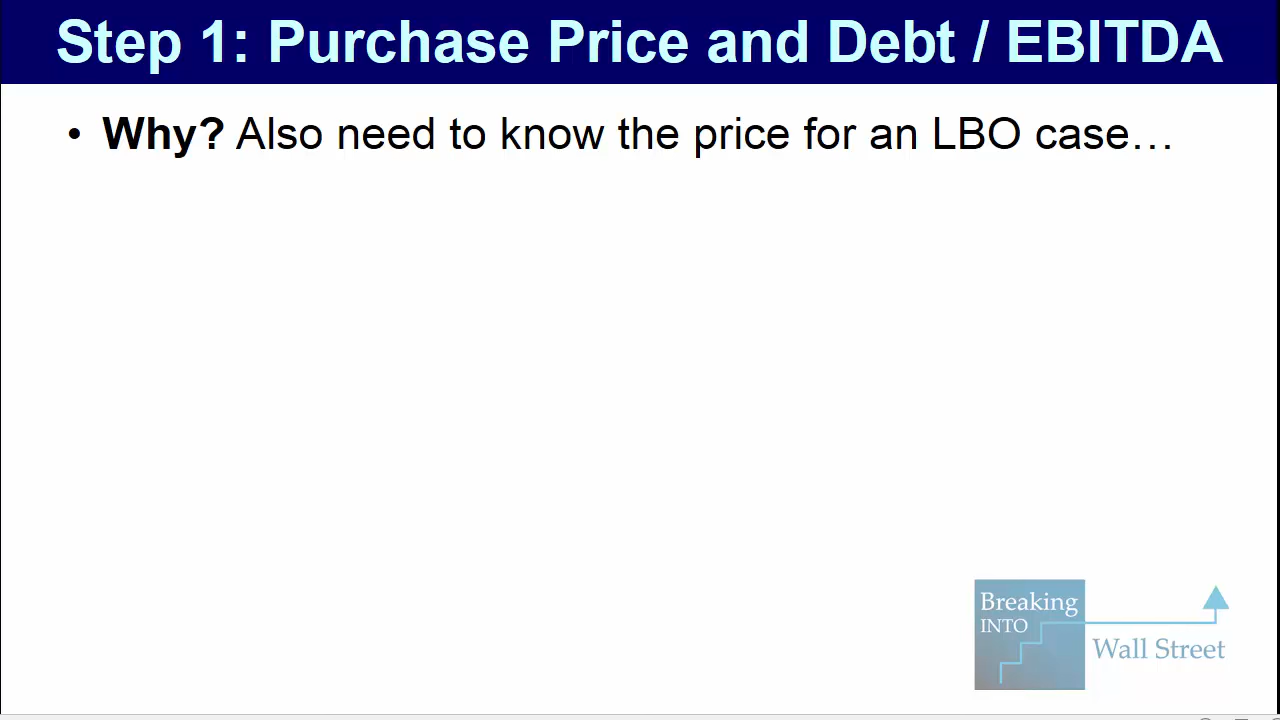 Step 1: Purchase Price and Debt / EBITDA
• Why? Also need to know the price for an LBO case…
Breaking
INTO
Wall Street